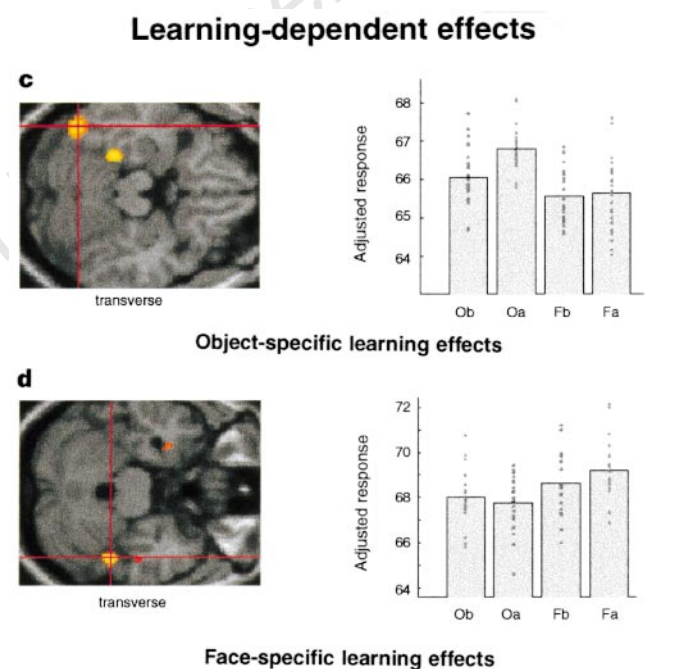 Learning-dependent effects
c
transverse
Adjusted response
68
67
66
65
64
Ob Oa Fb Fa
Object-specific learning effects
d
transverse
Adjusted response
72
70
68
66
64
Ob Oa Fb Fa
Face-specific learning effects